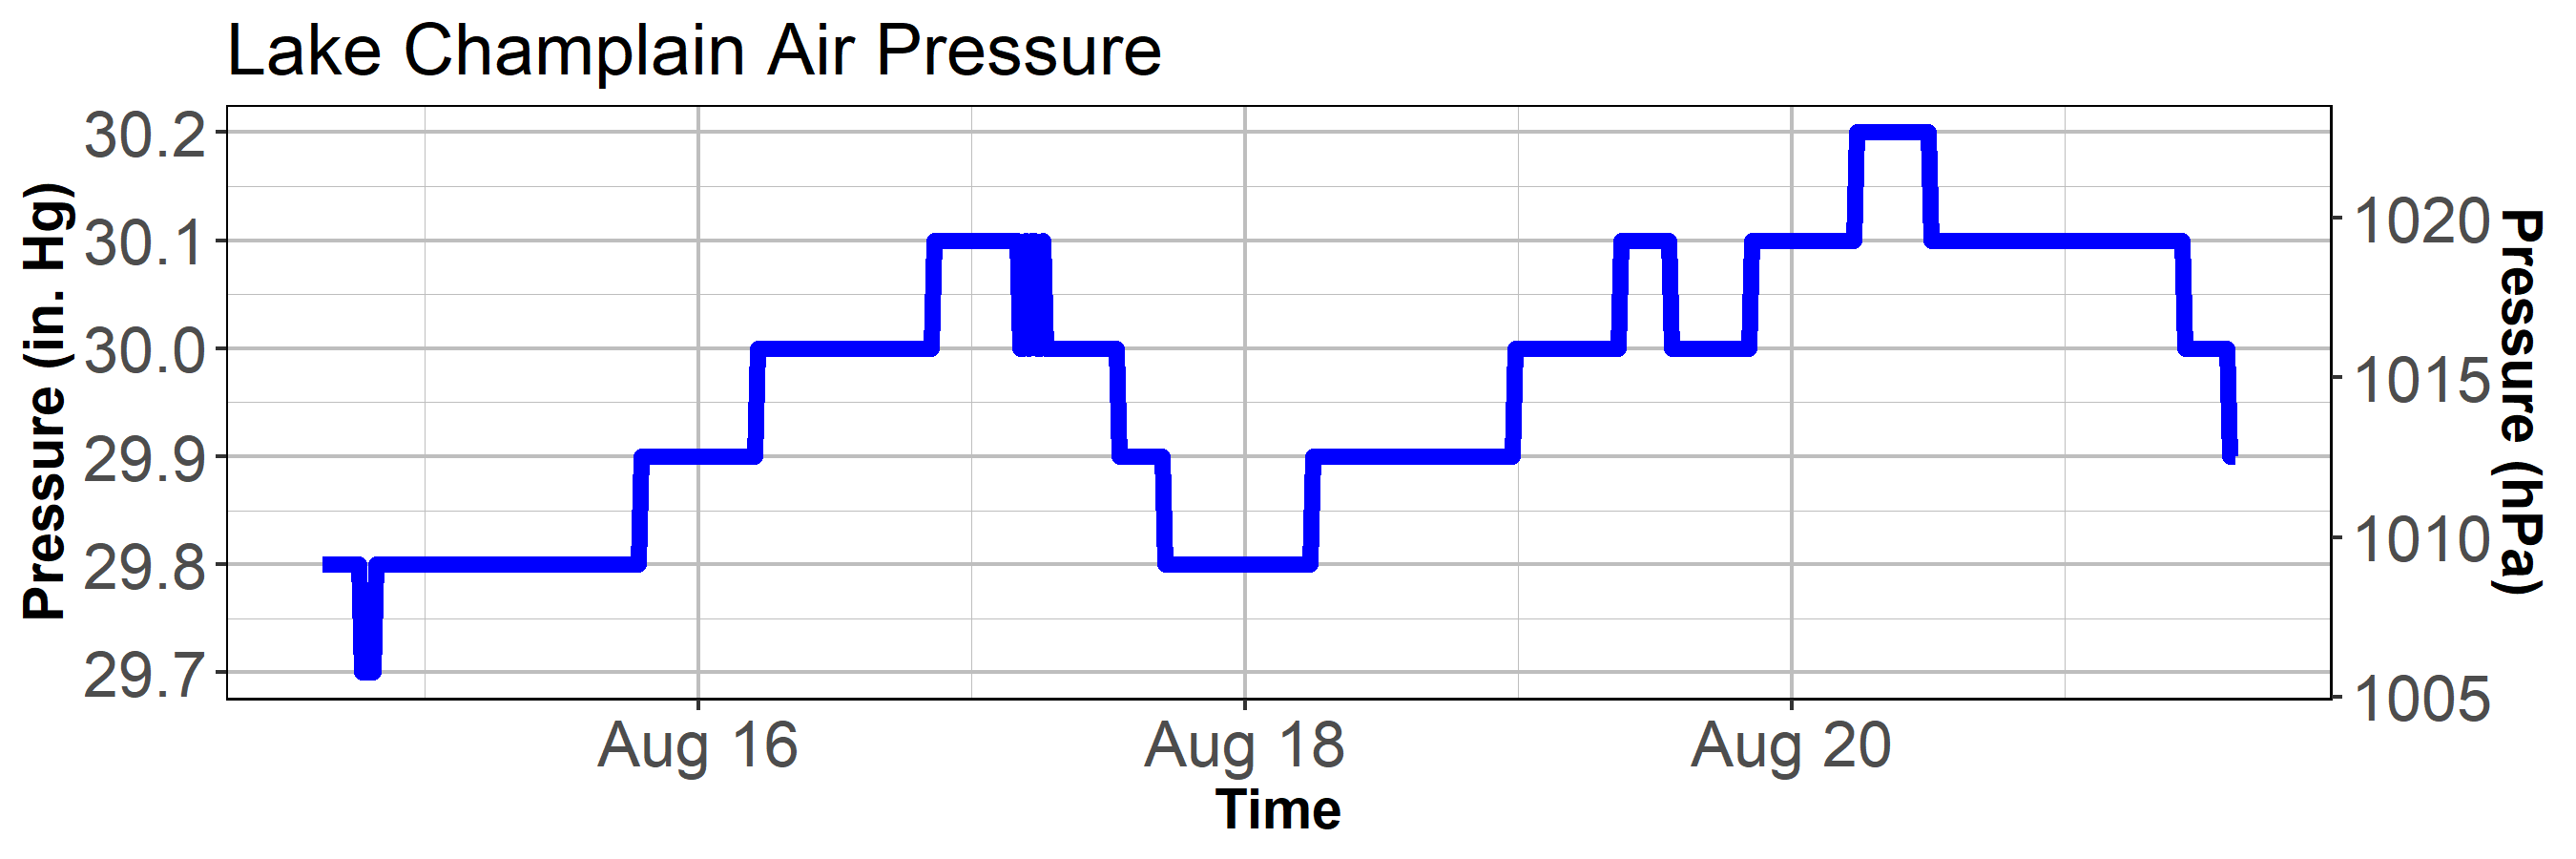 Lake Champlain Air Pressure
Pressure (in. Hg)
30.2
30.1
30.0
29.9
29.8
29.7
1020
1015
1010
1005
Pressure (hPa)
Aug 16 Aug 18 Aug 20
Time